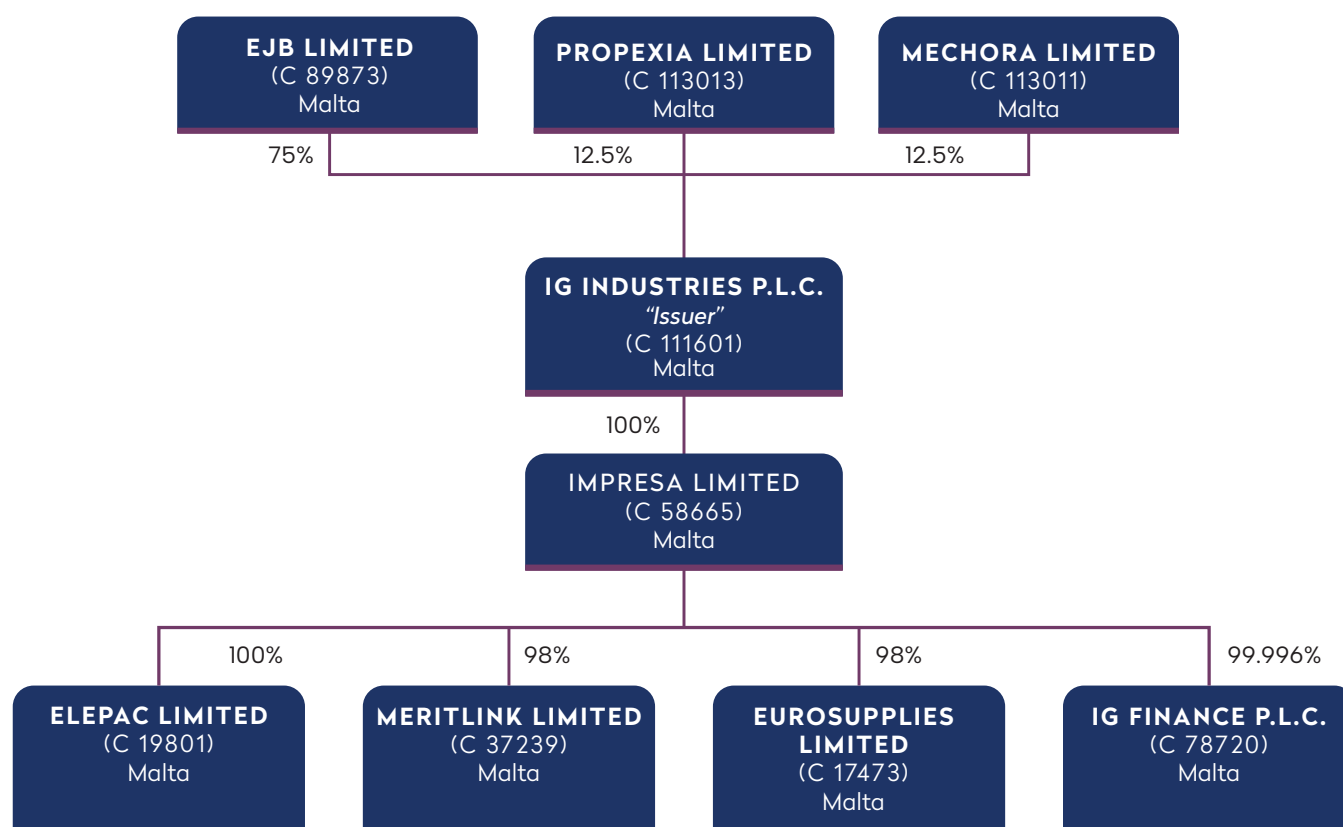 EJB LIMITED
(C 89873)
Malta
PROPEXIA LIMITED
(C 113013)
Malta
MECHORA LIMITED
(C 113011)
Malta
75%
12.5%
12.5%
IG INDUSTRIES P.L.C.
“Issuer”
(C 111601)
Malta
100%
IMPRESA LIMITED
(C 58665)
Malta
100%
98%
98%
99.996%
ELEPAC LIMITED
(C 19801)
Malta
MERITLINK LIMITED
(C 37239)
Malta
EUROSUPPLIES
LIMITED
(C 17473)
Malta
IG FINANCE P.L.C.
(C 78720)
Malta